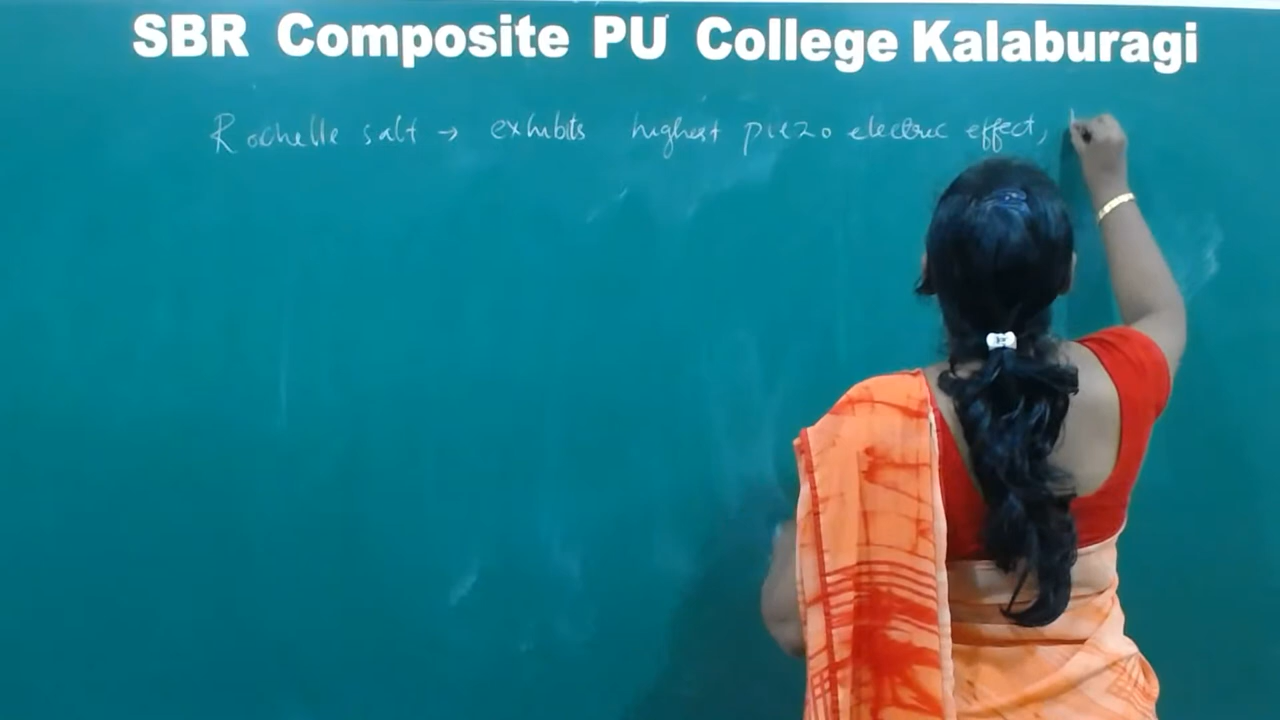 SBR Composite PU College Kalaburagi
Rochelle salt → exhibits highest piezo electric effect,